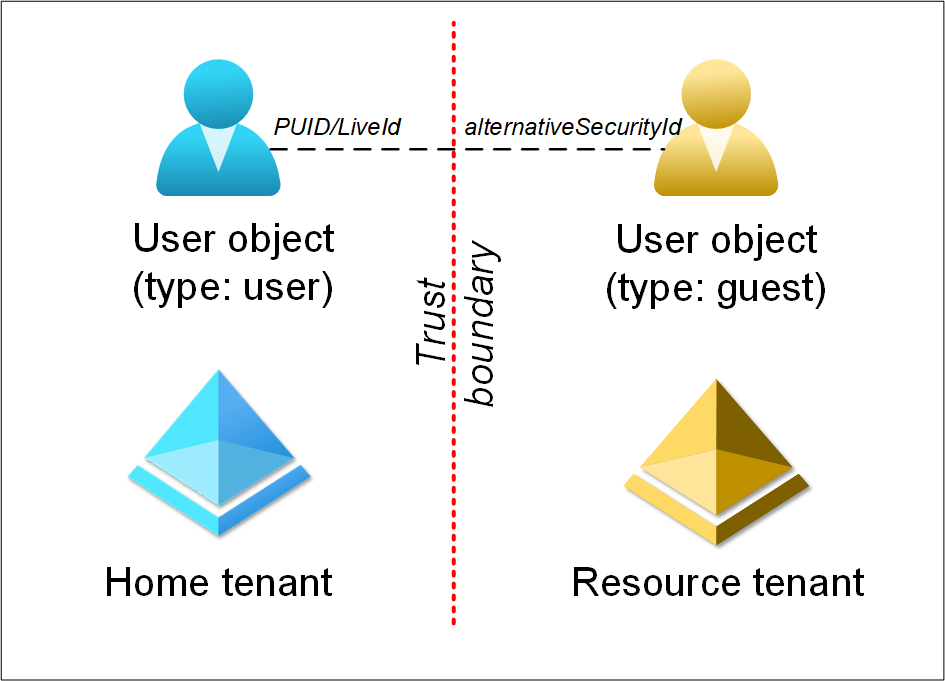 PUID/LiveId
alternativeSecurityId
User object
(type: user)
User object
(type: guest)
Trust
boundary
Home tenant
Resource tenant